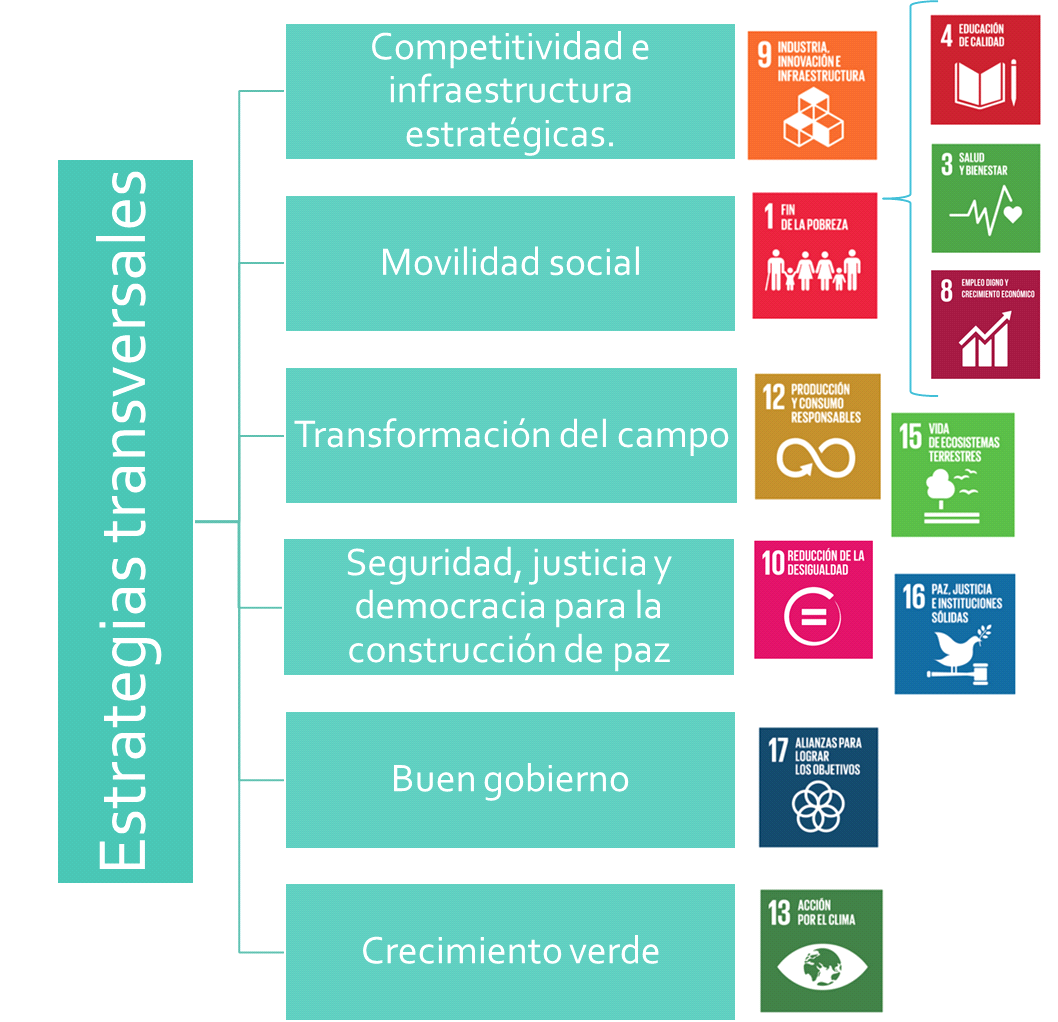 Estrategias transversales
Competitividad e
infraestructura
estratégicas.
9 INDUSTRIA,
INNOVACIÓN E
INFRAESTRUCTURA
4 EDUCACIÓN
DE CALIDAD
3 SALUD
Y BIENESTAR
8 EMPLEO DIGNO Y
CRECIMIENTO ECONÓMICO
Movilidad social
1 FIN
DE LA POBREZA
Transformación del campo
12 PRODUCCIÓN
Y CONSUMO
RESPONSABLES
15 VIDA
DE ECOSISTEMAS
TERRESTRES
Seguridad, justicia y
democracia para la
construcción de paz
10 REDUCCIÓN DE LA
DESIGUALDAD
16 PAZ, JUSTICIA
E INSTITUCIONES
SÓLIDAS
Buen gobierno
17 ALIANZAS PARA
LOGRAR
LOS OBJETIVOS
Crecimiento verde
13 ACCIÓN
POR EL CLIMA